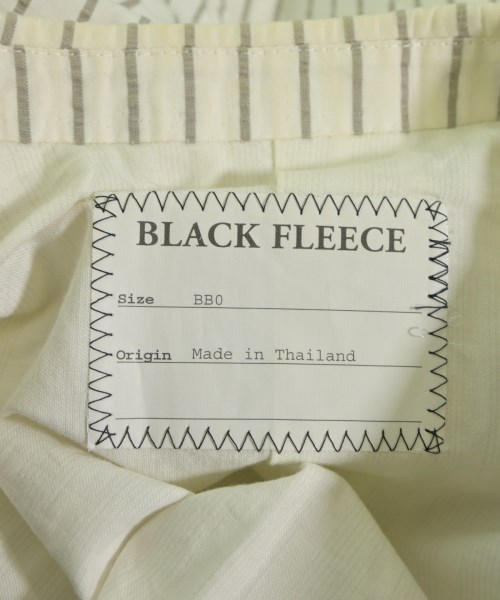 BLACK FLEECE
Size BB0
Origin Made in Thailand